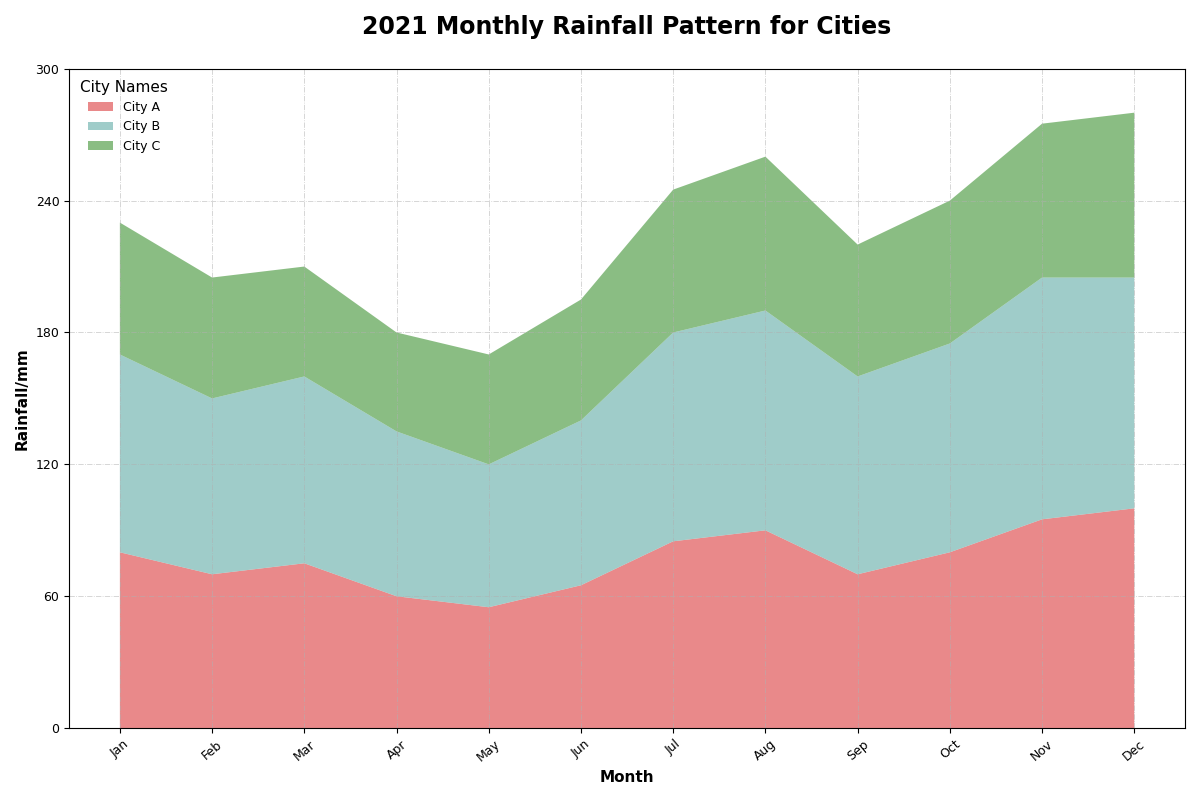 2021 Monthly Rainfall Pattern for Cities
City Names
City A
City B
City C
Rainfall/mm
300
240
180
120
60
0
Jan Feb Mar Apr May Jun Jul Aug Sep Oct Nov Dec
Month